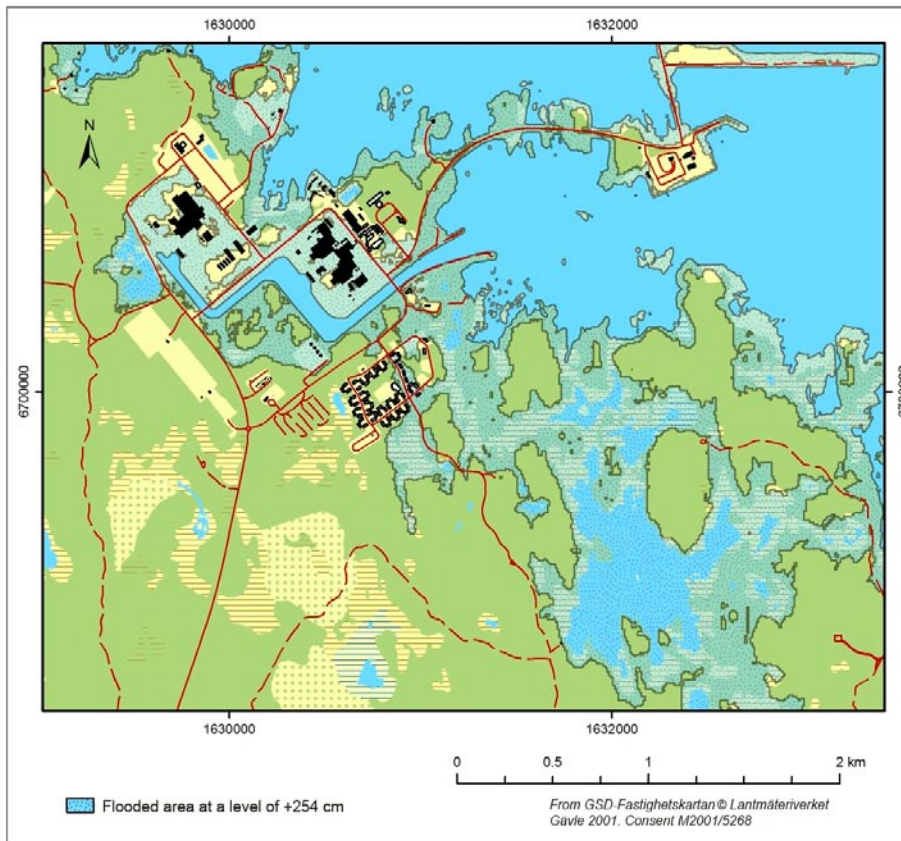 1630000
1632000
N
6700000
6700000
1630000
1632000
0
0.5
1
2 km
Flooded area at a level of +254 cm
From GSD-Fastighetskartan © Lantmäteriverket
Gävle 2001. Consent M2001/5268